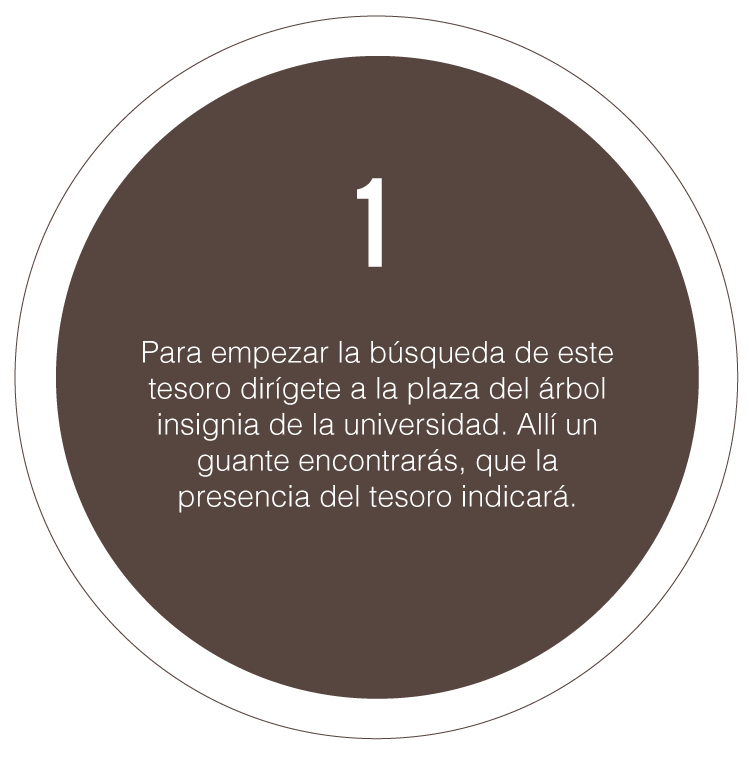 1
Para empezar la búsqueda de este
tesoro dirígete a la plaza del árbol
insignia de la universidad. Allí un
guante encontrarás, que la
presencia del tesoro indicará.